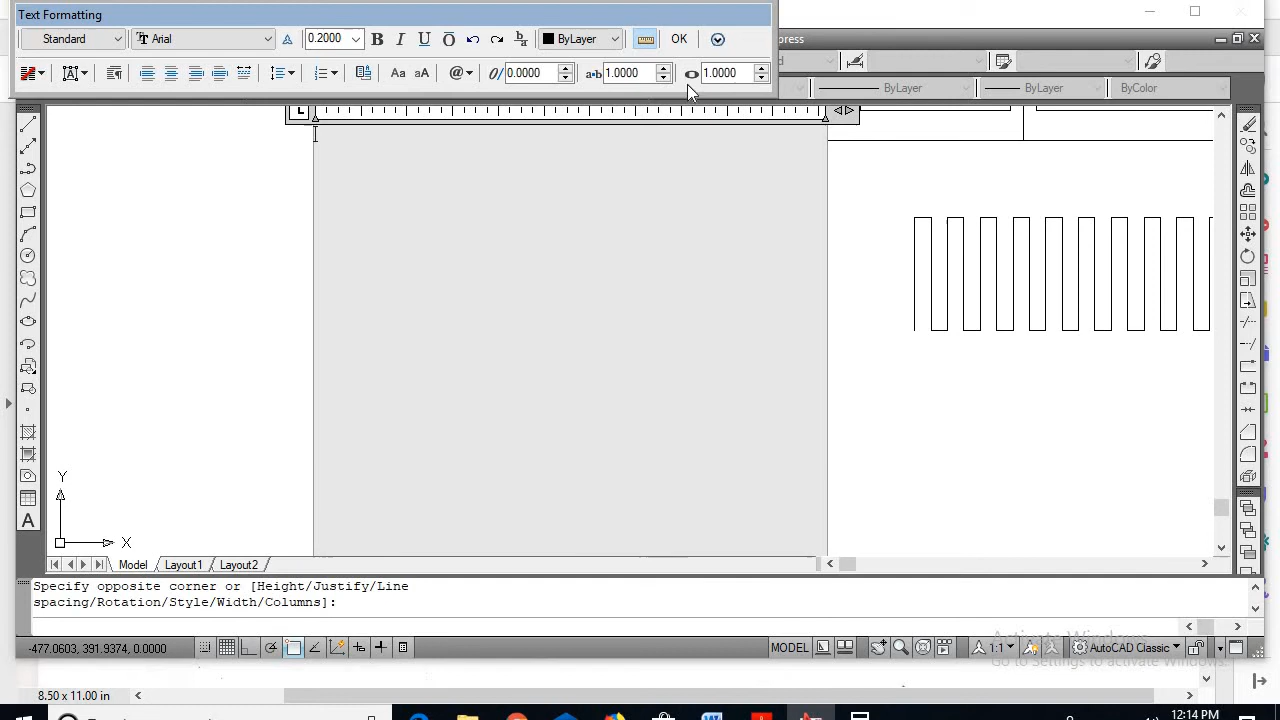 Text Formatting
Standard
Arial
0.2000
B I U O
ByLayer
OK
press
@ 0/ 0.0000 a•b 1.0000 1.0000
ByLayer
ByLayer
ByColor
L
Y
X
A
Model Layout1 Layout2
Specify opposite corner or [Height/Justify/Line
spacing/Rotation/Style/Width/Columns]:
-477.0603, 391.9374, 0.0000
MODEL
1:1
AutoCAD Classic
Activate Windows
Go to Settings to activate Windows.
8.50 x 11.00 in
12:14 PM